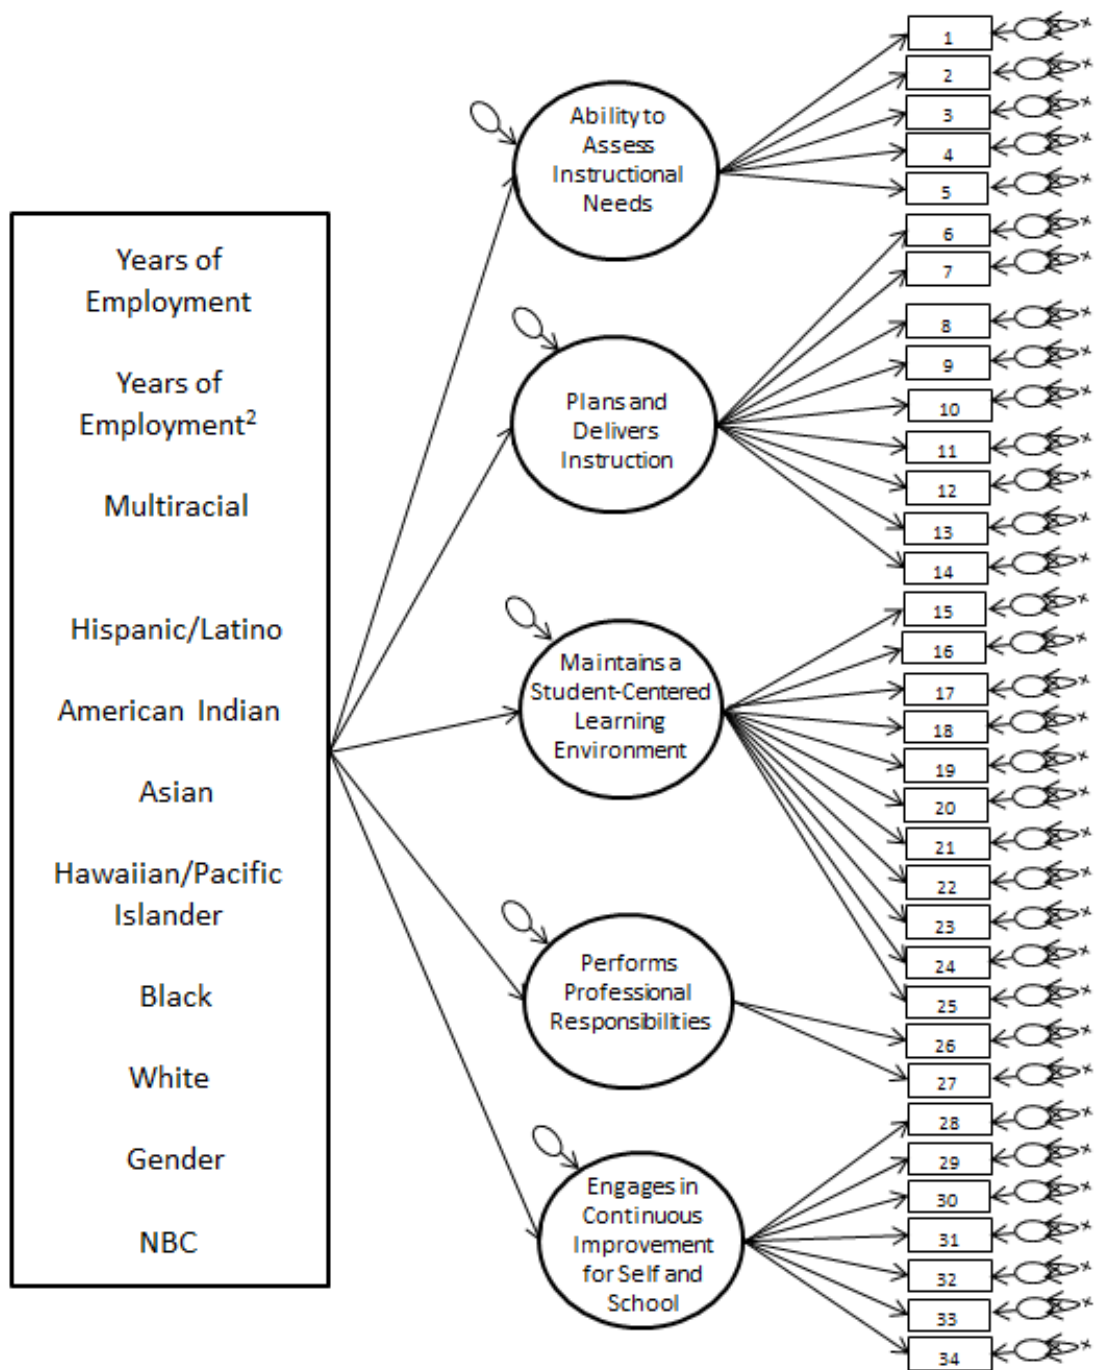 Years of
Employment
Years of
Employment²
Multiracial
Hispanic/Latino
American Indian
Asian
Hawaiian/Pacific
Islander
Black
White
Gender
NBC
Ability to
Assess
Instructional
Needs
Plans and
Delivers
Instruction
Maintains a
Student-Centered
Learning
Environment
Performs
Professional
Responsibilities
Engages in
Continuous
Improvement
for Self and
School
1
2
3
4
5
6
7
8
9
10
11
12
13
14
15
16
17
18
19
20
21
22
23
24
25
26
27
28
29
30
31
32
33
34